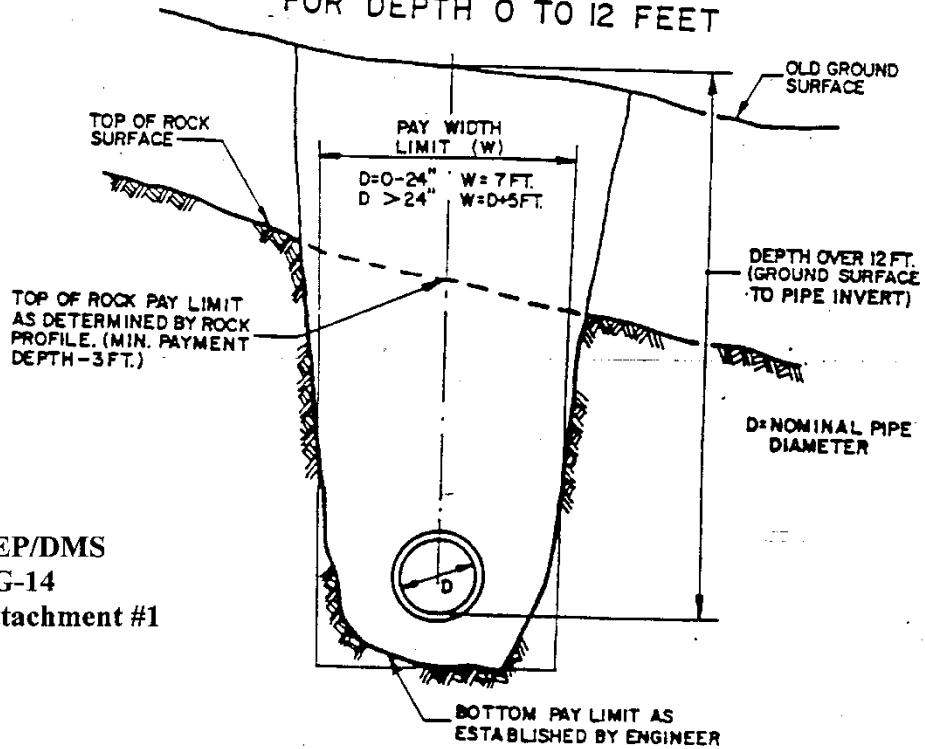 FOR DEPTH 0 TO 12 FEET
OLD GROUND
SURFACE
TOP OF ROCK
SURFACE
PAY WIDTH
LIMIT (W)
D=0-24" W=7FT.
D >24" W=D+5FT.
DEPTH OVER 12 FT.
(GROUND SURFACE
TO PIPE INVERT)
TOP OF ROCK PAY LIMIT
AS DETERMINED BY ROCK
PROFILE. (MIN. PAYMENT
DEPTH-3FT.)
D=NOMINAL PIPE
DIAMETER
D
EP/DMS
G-14
ttachment #1
BOTTOM PAY LIMIT AS
ESTABLISHED BY ENGINEER